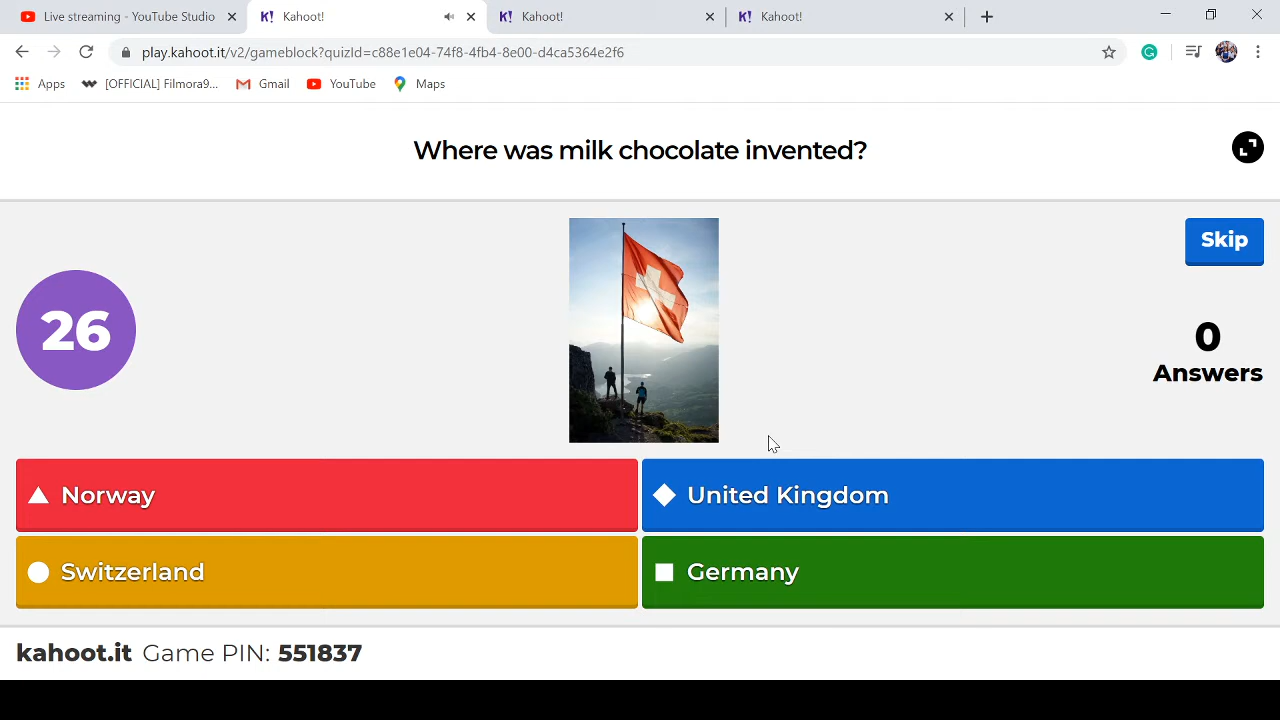 Live streaming - YouTube Studio
Kahoot!
Kahoot!
Kahoot!
play.kahoot.it/v2/gameblock?quizId=c88e1e04-74f8-4fb4-8e00-d4ca5364e2f6
Apps
[OFFICIAL] Filmora9...
Gmail
YouTube
Maps
Where was milk chocolate invented?
Skip
26
0
Answers
Norway
United Kingdom
Switzerland
Germany
kahoot.it Game PIN: 551837